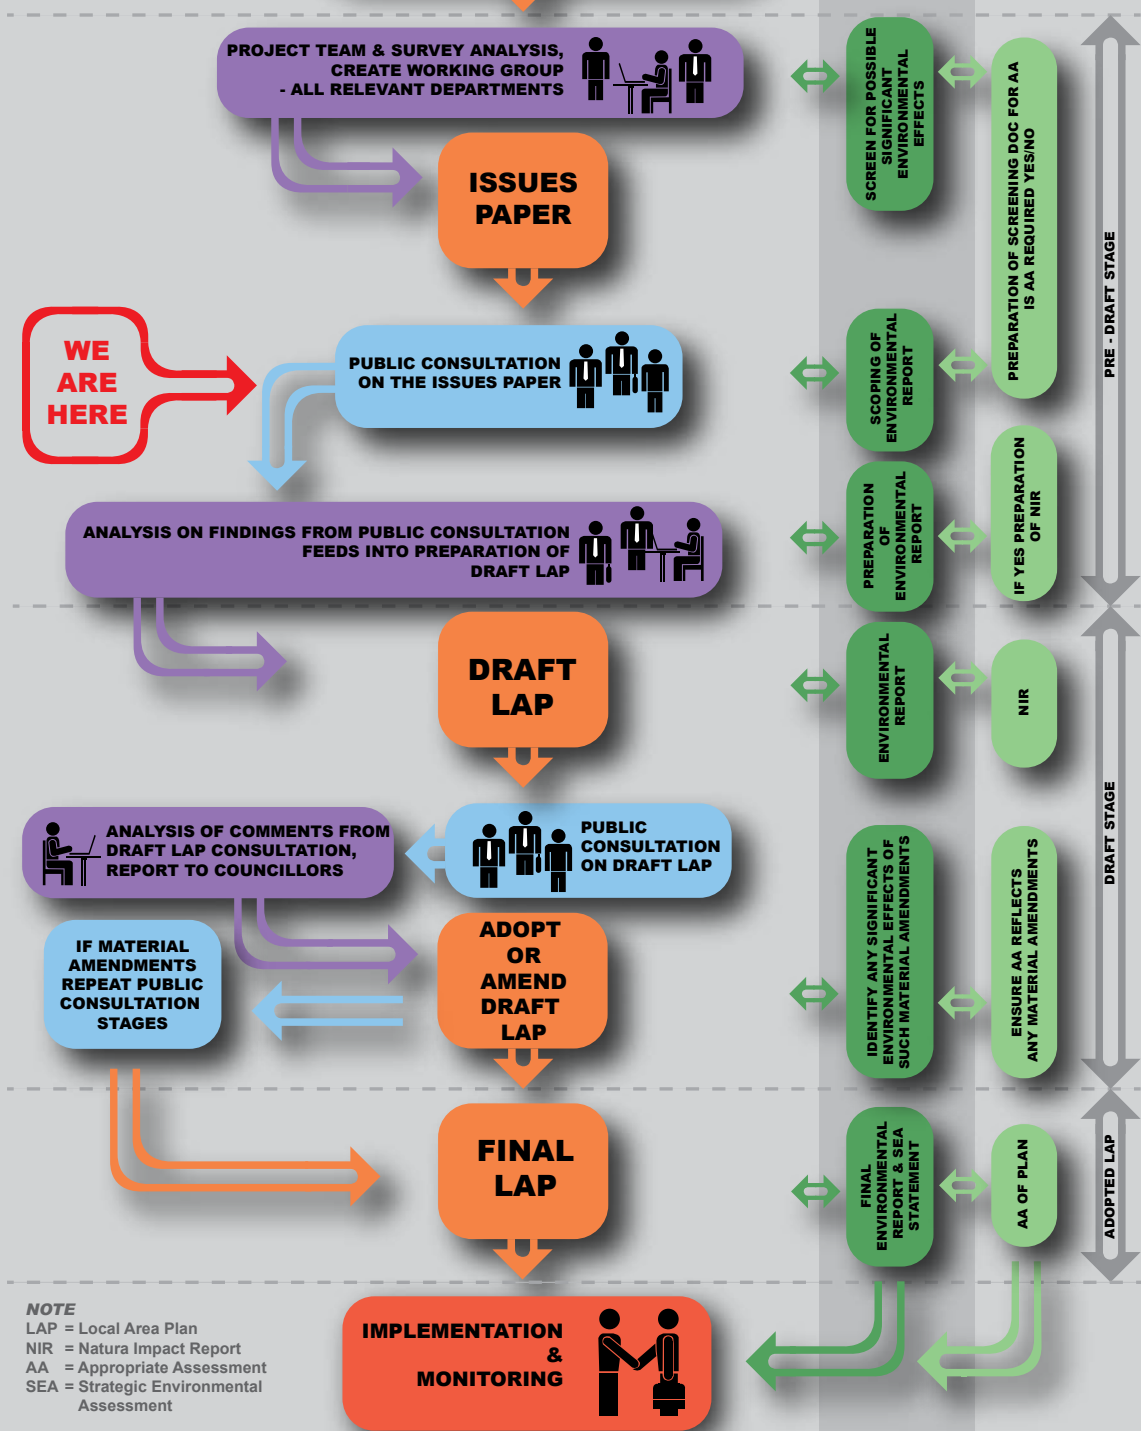 PROJECT TEAM & SURVEY ANALYSIS,
CREATE WORKING GROUP
- ALL RELEVANT DEPARTMENTS
ISSUES
PAPER
WE
ARE
HERE
PUBLIC CONSULTATION
ON THE ISSUES PAPER
ANALYSIS ON FINDINGS FROM PUBLIC CONSULTATION
FEEDS INTO PREPARATION OF
DRAFT LAP
DRAFT
LAP
PUBLIC
CONSULTATION
ON DRAFT LAP
ANALYSIS OF COMMENTS FROM
DRAFT LAP CONSULTATION,
REPORT TO COUNCILLORS
ADOPT
OR
AMEND
DRAFT
LAP
IF MATERIAL
AMENDMENTS
REPEAT PUBLIC
CONSULTATION
STAGES
FINAL
LAP
IMPLEMENTATION
&
MONITORING
SCREEN FOR POSSIBLE
SIGNIFICANT
ENVIRONMENTAL
EFFECTS
SCOPING OF
ENVIRONMENTAL
REPORT
PREPARATION
OF
ENVIRONMENTAL
REPORT
ENVIRONMENTAL
REPORT
IDENTIFY ANY SIGNIFICANT
ENVIRONMENTAL EFFECTS OF
SUCH MATERIAL AMENDMENTS
FINAL
ENVIRONMENTAL
REPORT & SEA
STATEMENT
PREPARATION OF SCREENING DOC FOR AA
IS AA REQUIRED YES/NO
IF YES PREPARATION
OF NIR
NIR
ENSURE AA REFLECTS
ANY MATERIAL AMENDMENTS
AA OF PLAN
PRE - DRAFT STAGE
DRAFT STAGE
ADOPTED LAP
NOTE
LAP = Local Area Plan
NIR = Natura Impact Report
AA = Appropriate Assessment
SEA = Strategic Environmental
Assessment